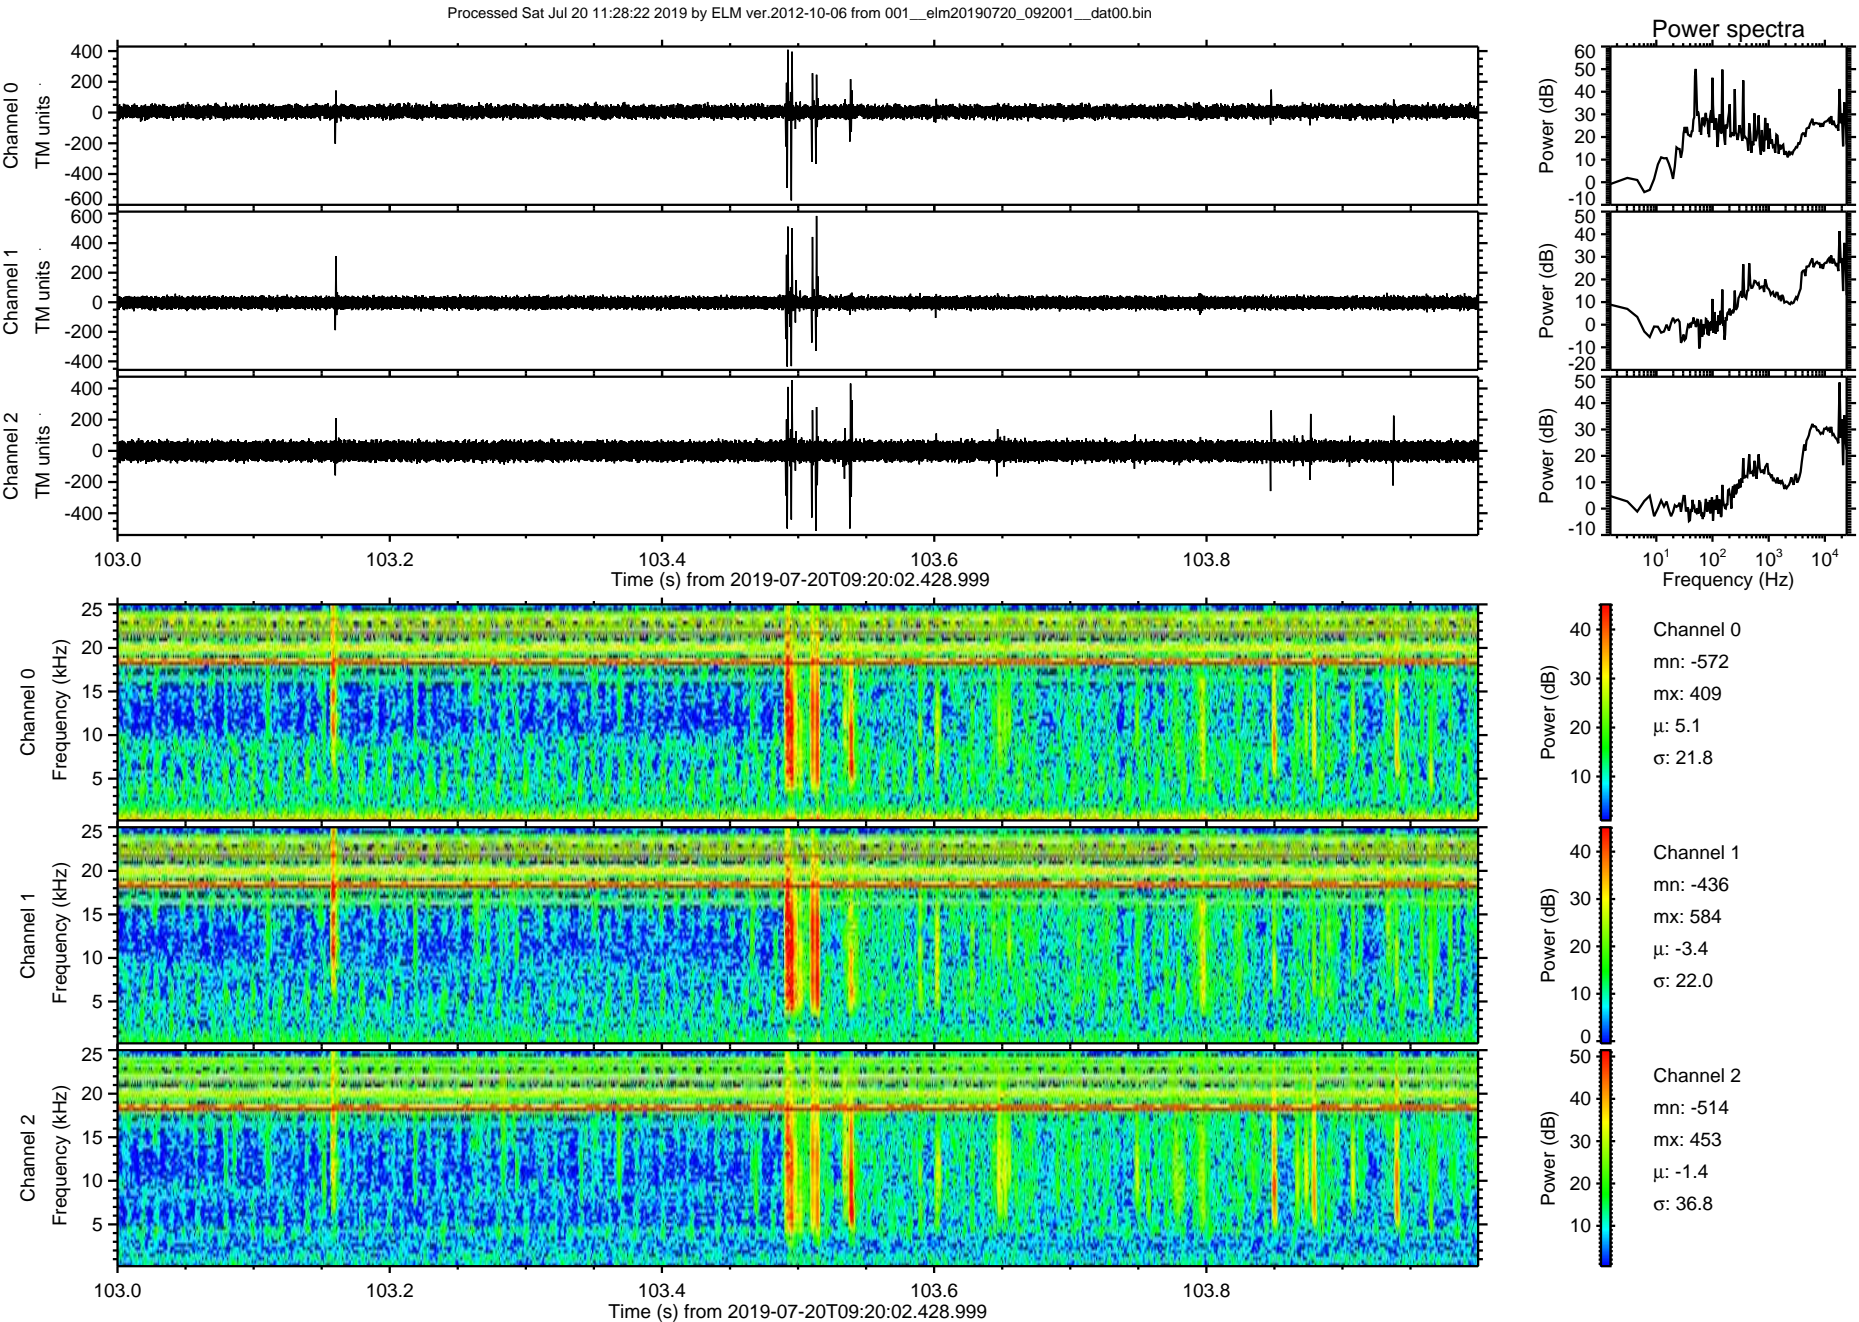 Processed Sat Jul 20 11:28:22 2019 by ELM ver.2012-10-06 from 001__elm20190720_092001__dat00.bin
Power spectra
Channel 0
TM units
400
200
0
-200
-400
-600
Power (dB)
60
50
40
30
20
10
0
-10
Channel 1
TM units
600
400
200
0
-200
-400
Power (dB)
50
40
30
20
10
0
-10
-20
Channel 2
TM units
400
200
0
-200
-400
Power (dB)
50
40
30
20
10
0
-10
103.0 103.2 103.4 103.6 103.8
Time (s) from 2019-07-20T09:20:02.428.999
10¹ 10² 10³ 10⁴
Frequency (Hz)
Channel 0
Frequency (kHz)
25
20
15
10
5
Power (dB)
40
30
20
10
Channel 0
mn: -572
mx: 409
μ: 5.1
σ: 21.8
Channel 1
Frequency (kHz)
25
20
15
10
5
Power (dB)
40
30
20
10
0
Channel 1
mn: -436
mx: 584
μ: -3.4
σ: 22.0
Channel 2
Frequency (kHz)
25
20
15
10
5
Power (dB)
50
40
30
20
10
Channel 2
mn: -514
mx: 453
μ: -1.4
σ: 36.8
103.0 103.2 103.4 103.6 103.8
Time (s) from 2019-07-20T09:20:02.428.999